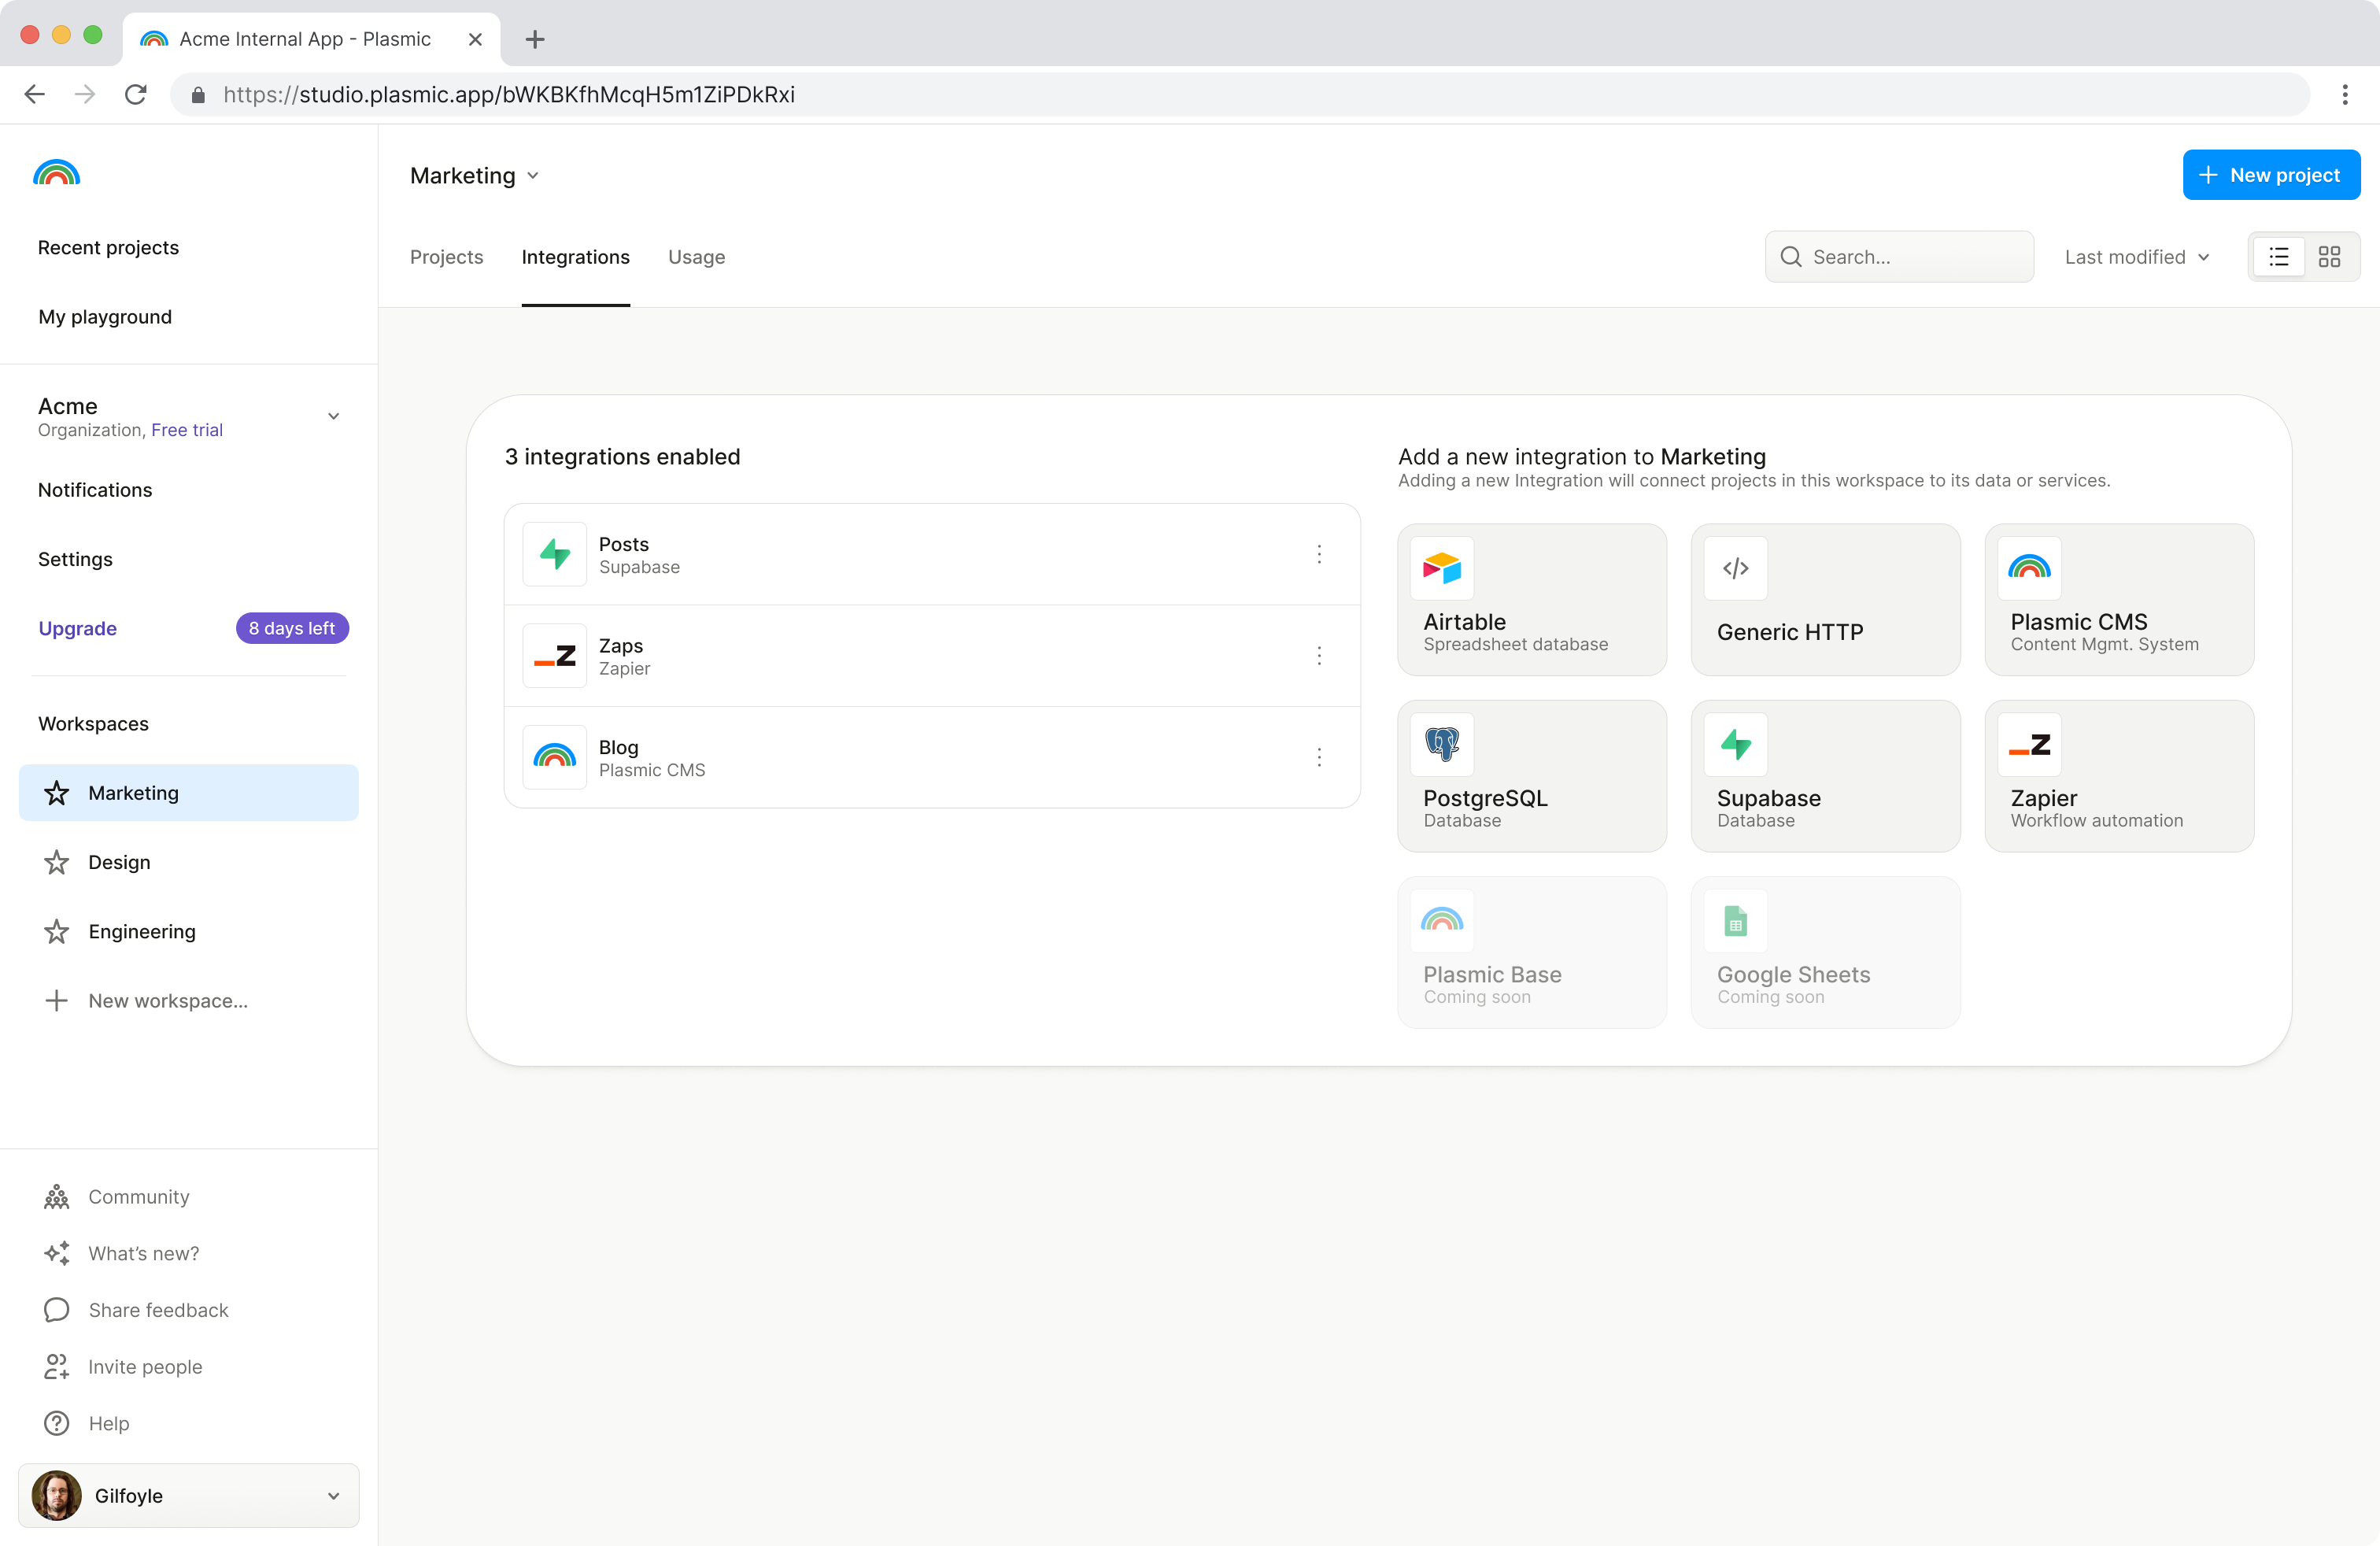 Acme Internal App - Plasmic
https://studio.plasmic.app/bWKBKfhMcqH5m1ZiPDkRxi
Recent projects
My playground
Acme
Organization, Free trial
Notifications
Settings
Upgrade
8 days left
Workspaces
Marketing
Design
Engineering
New workspace...
Community
What’s new?
Share feedback
Invite people
Help
Gilfoyle
Marketing
New project
Projects
Integrations
Usage
Search...
Last modified
3 integrations enabled
Posts
Supabase
Zaps
Zapier
Blog
Plasmic CMS
Add a new integration to Marketing
Adding a new Integration will connect projects in this workspace to its data or services.
Airtable
Spreadsheet database
Generic HTTP
Plasmic CMS
Content Mgmt. System
PostgreSQL
Database
Supabase
Database
Zapier
Workflow automation
Plasmic Base
Coming soon
Google Sheets
Coming soon